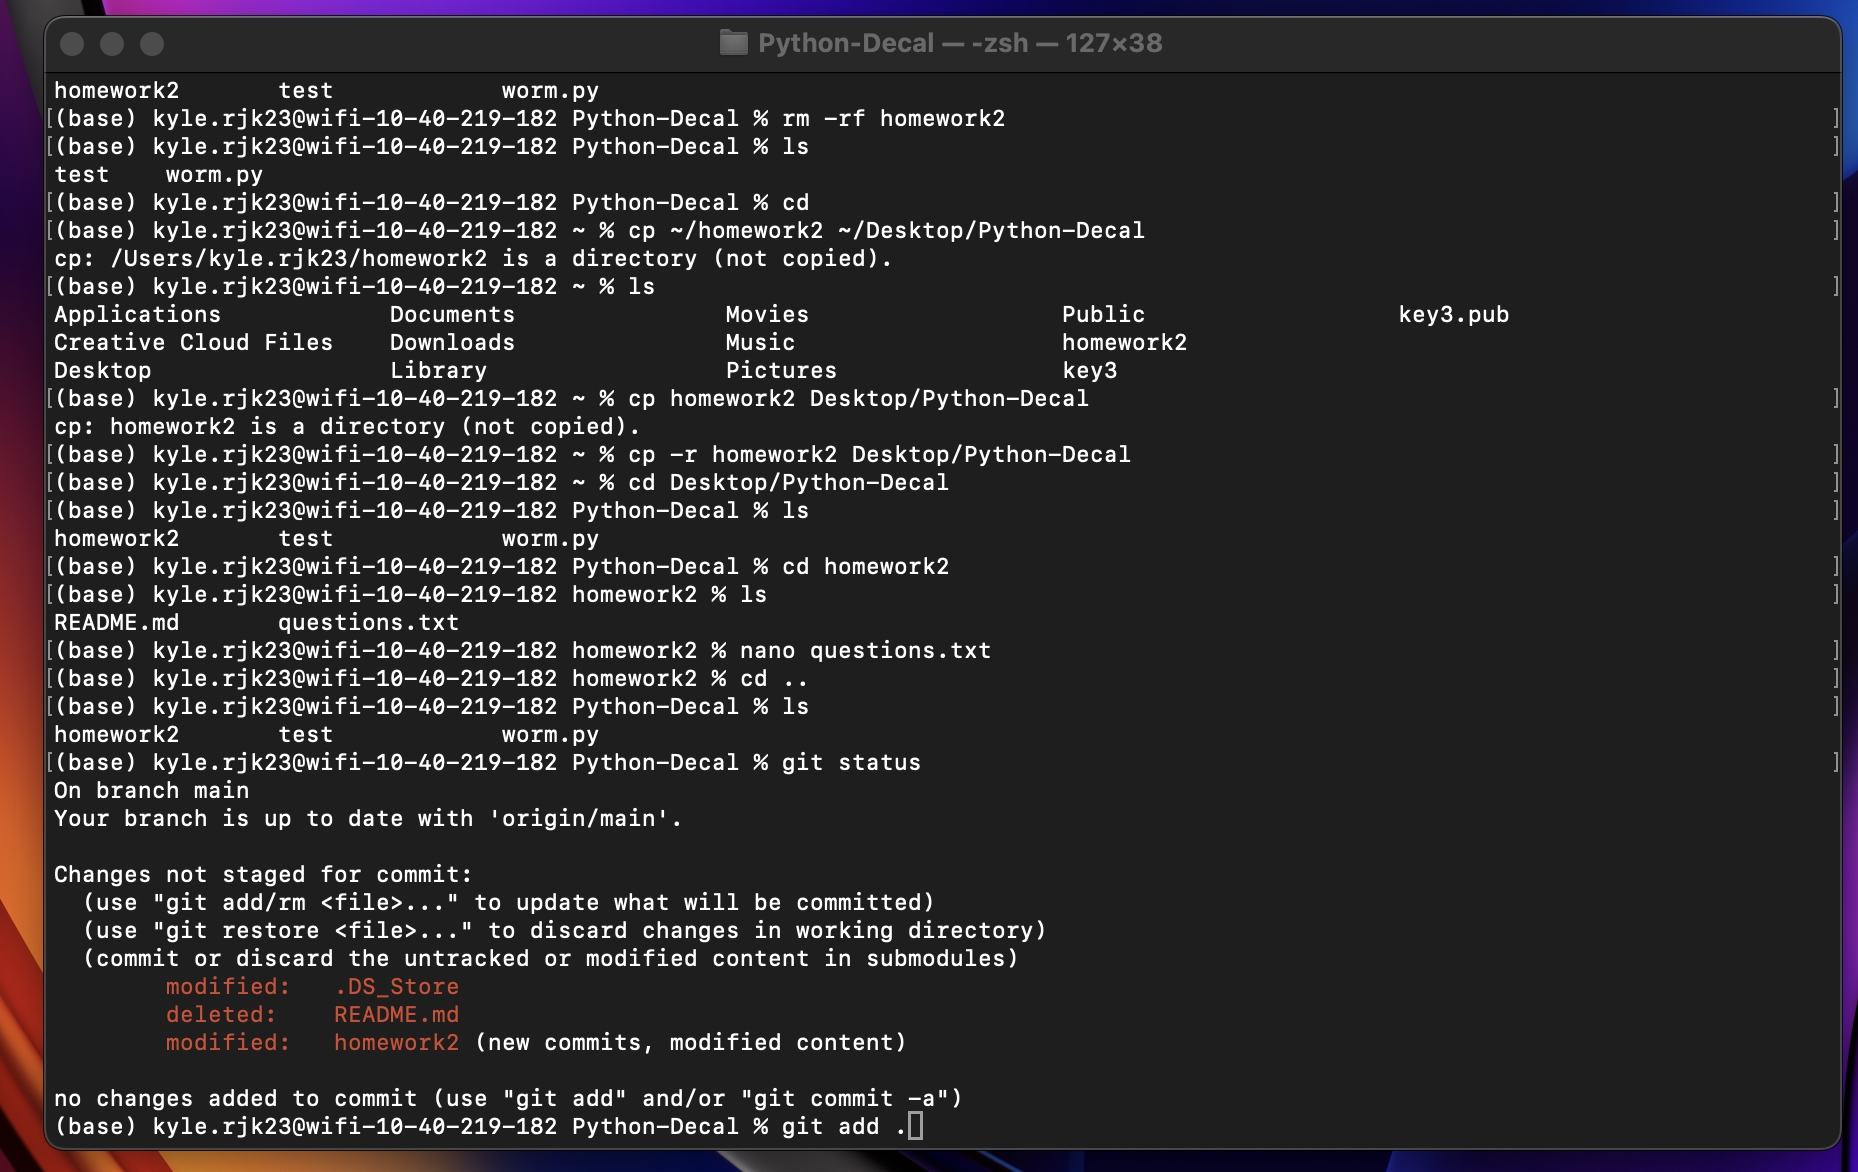 Python-Decal — -zsh — 127×38
homework2       test            worm.py
[(base) kyle.rjk23@wifi-10-40-219-182 Python-Decal % rm -rf homework2 ]
[(base) kyle.rjk23@wifi-10-40-219-182 Python-Decal % ls ]
test    worm.py
[(base) kyle.rjk23@wifi-10-40-219-182 Python-Decal % cd ]
[(base) kyle.rjk23@wifi-10-40-219-182 ~ % cp ~/homework2 ~/Desktop/Python-Decal ]
cp: /Users/kyle.rjk23/homework2 is a directory (not copied).
[(base) kyle.rjk23@wifi-10-40-219-182 ~ % ls ]
Applications            Documents               Movies                  Public                  key3.pub
Creative Cloud Files    Downloads               Music                   homework2
Desktop                 Library                 Pictures                key3
[(base) kyle.rjk23@wifi-10-40-219-182 ~ % cp homework2 Desktop/Python-Decal ]
cp: homework2 is a directory (not copied).
[(base) kyle.rjk23@wifi-10-40-219-182 ~ % cp -r homework2 Desktop/Python-Decal ]
[(base) kyle.rjk23@wifi-10-40-219-182 ~ % cd Desktop/Python-Decal ]
[(base) kyle.rjk23@wifi-10-40-219-182 Python-Decal % ls ]
homework2       test            worm.py
[(base) kyle.rjk23@wifi-10-40-219-182 Python-Decal % cd homework2 ]
[(base) kyle.rjk23@wifi-10-40-219-182 homework2 % ls ]
README.md       questions.txt
[(base) kyle.rjk23@wifi-10-40-219-182 homework2 % nano questions.txt ]
[(base) kyle.rjk23@wifi-10-40-219-182 homework2 % cd .. ]
[(base) kyle.rjk23@wifi-10-40-219-182 Python-Decal % ls ]
homework2       test            worm.py
[(base) kyle.rjk23@wifi-10-40-219-182 Python-Decal % git status ]
On branch main
Your branch is up to date with 'origin/main'.
Changes not staged for commit:
  (use "git add/rm <file>..." to update what will be committed)
  (use "git restore <file>..." to discard changes in working directory)
  (commit or discard the untracked or modified content in submodules)
        modified:   .DS_Store
        deleted:    README.md
        modified:   homework2 (new commits, modified content)
no changes added to commit (use "git add" and/or "git commit -a")
(base) kyle.rjk23@wifi-10-40-219-182 Python-Decal % git add .